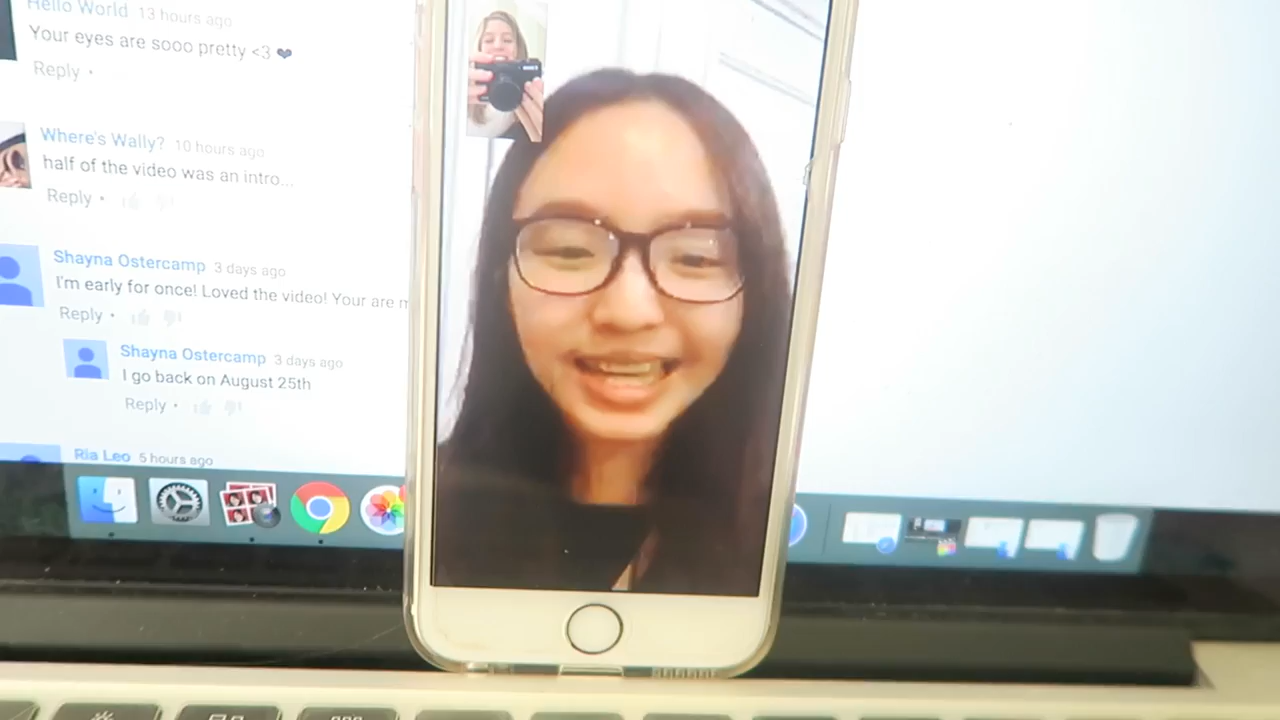 Hello World 13 hours ago
Your eyes are sooo pretty <3 ❤
Reply •
Where's Wally? 10 hours ago
half of the video was an intro...
Reply •
Shayna Ostercamp 3 days ago
I'm early for once! Loved the video! Your are
Reply •
Shayna Ostercamp 3 days ago
I go back on August 25th
Reply •
Ria Leo 5 hours ago